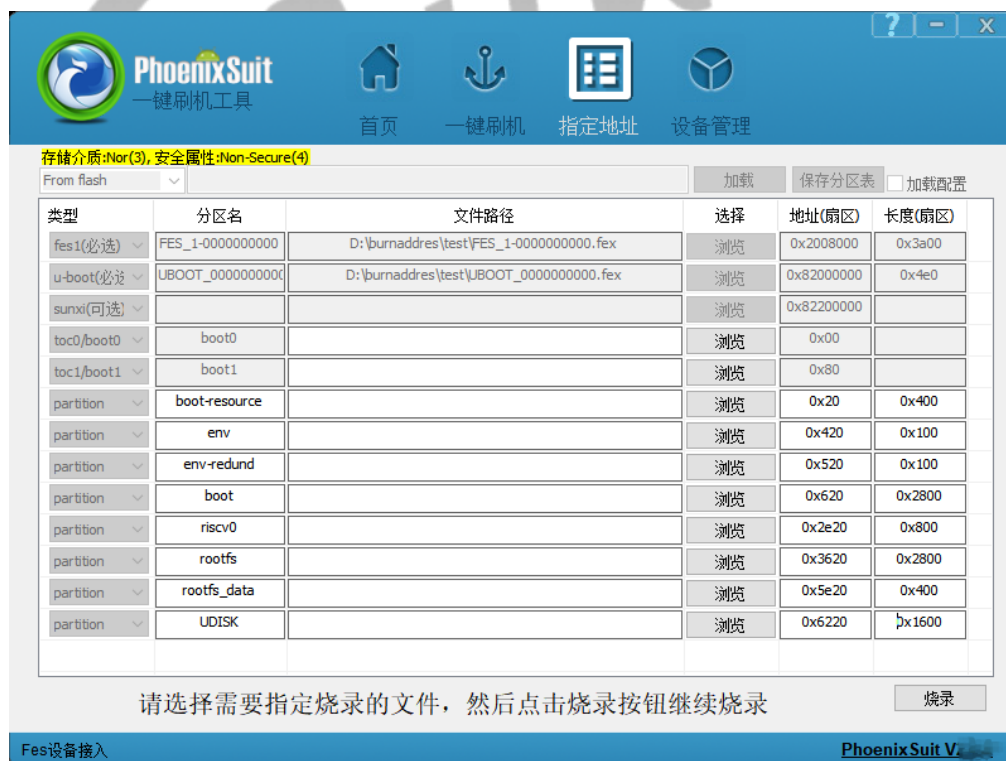 PhoenixSuit
一键刷机工具
首页 一键刷机 指定地址 设备管理
存储介质:Nor(3), 安全属性:Non-Secure(4)
From flash 加载 保存分区表 加载配置
类型 分区名 文件路径 选择 地址(扇区) 长度(扇区)
fes1(必选) FES_1-0000000000 D:\burnaddres\test\FES_1-0000000000.fex 浏览 0x2008000 0x3a00
u-boot(必选 UBOOT_0000000000 D:\burnaddres\test\UBOOT_0000000000.fex 浏览 0x82000000 0x4e0
sunxi(可选) 浏览 0x82200000
toc0/boot0 boot0 浏览 0x00
toc1/boot1 boot1 浏览 0x80
partition boot-resource 浏览 0x20 0x400
partition env 浏览 0x420 0x100
partition env-redund 浏览 0x520 0x100
partition boot 浏览 0x620 0x2800
partition riscv0 浏览 0x2e20 0x800
partition rootfs 浏览 0x3620 0x2800
partition rootfs_data 浏览 0x5e20 0x400
partition UDISK 浏览 0x6220 0x1600
请选择需要指定烧录的文件，然后点击烧录按钮继续烧录 烧录
Fes设备接入 PhoenixSuit